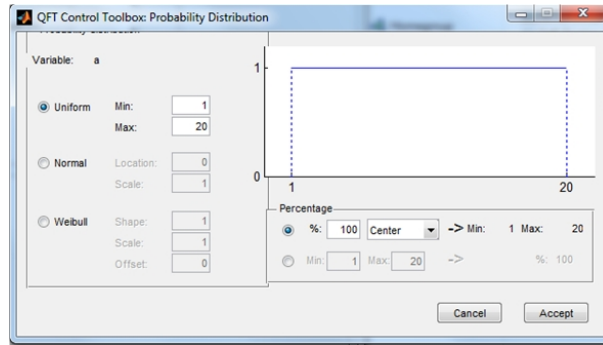 QFT Control Toolbox: Probability Distribution
Variable: a
Uniform Min: 1
Max: 20
Normal Location: 0
Scale: 1
Weibull Shape: 1
Scale: 1
Offset: 0
1
0
1 20
Percentage
%: 100 Center -> Min: 1 Max: 20
Min: 1 Max: 20 -> %: 100
Cancel Accept